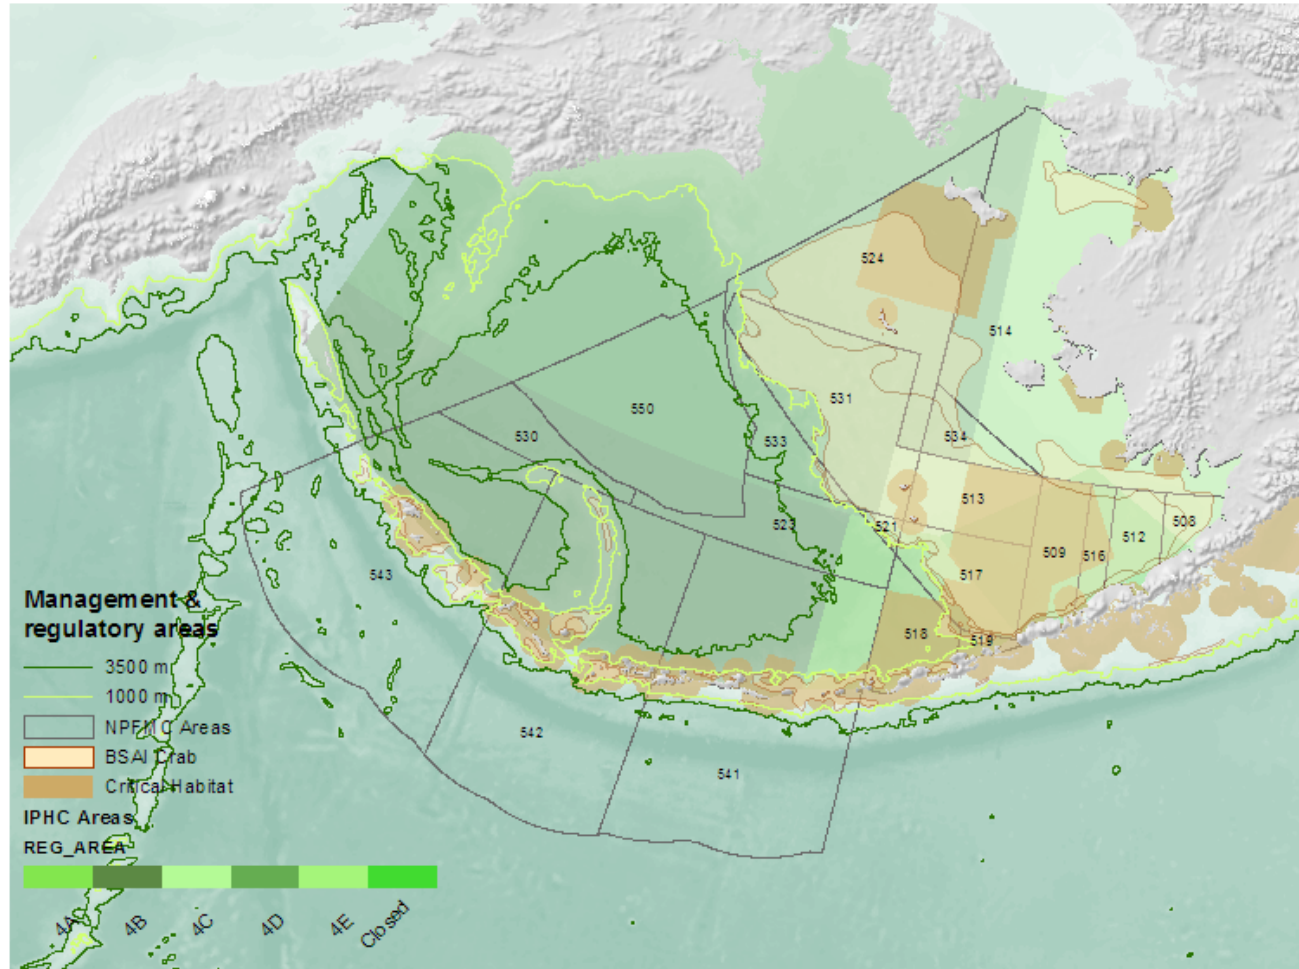 524
514
531
550
530
533
534
513
523
521
509
516
512
508
543
517
518
519
542
541
Management &
regulatory areas
3500 m
1000 m
NPFMC Areas
BSAI Crab
Critical Habitat
IPHC Areas
REG_AREA
4A
4B
4C
4D
4E
Closed